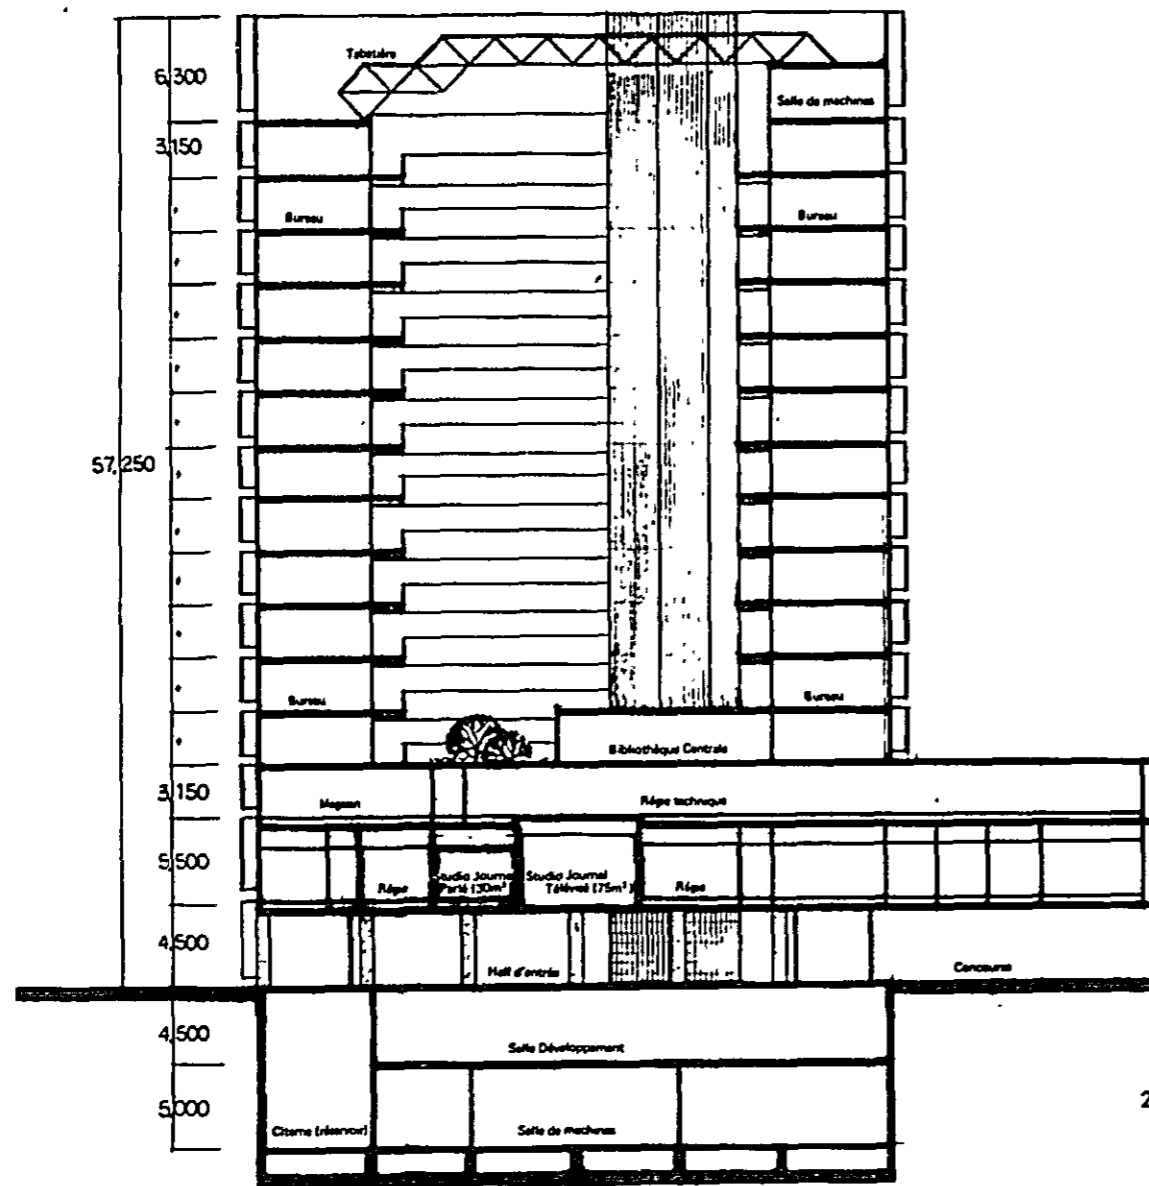 Tabatière
6,300
Salle de machines
3,150
Bureau
Bureau
57,250
Bureau
Bureau
Bibliothèque Centrale
3,150
Magasin
Régie technique
5,500
Régie
Studio Journal
Parlé (30m²
Studio Journal
Télévisé (75m²)
Régie
4,500
Hall d'entrée
Concourse
4,500
Salle Développement
5,000
Citerne (réservoir)
Salle de machines
2